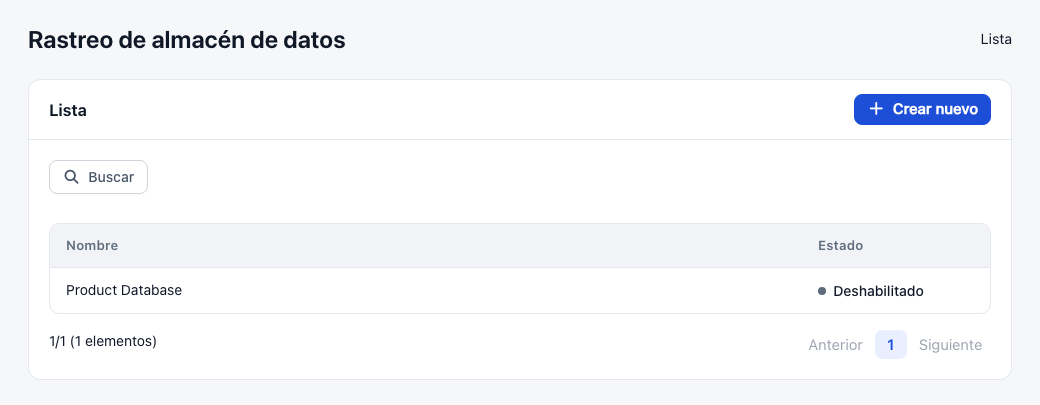 Rastreo de almacén de datos
Lista
Lista
Crear nuevo
Buscar
Nombre Estado
Product Database Deshabilitado
1/1 (1 elementos)
Anterior 1 Siguiente